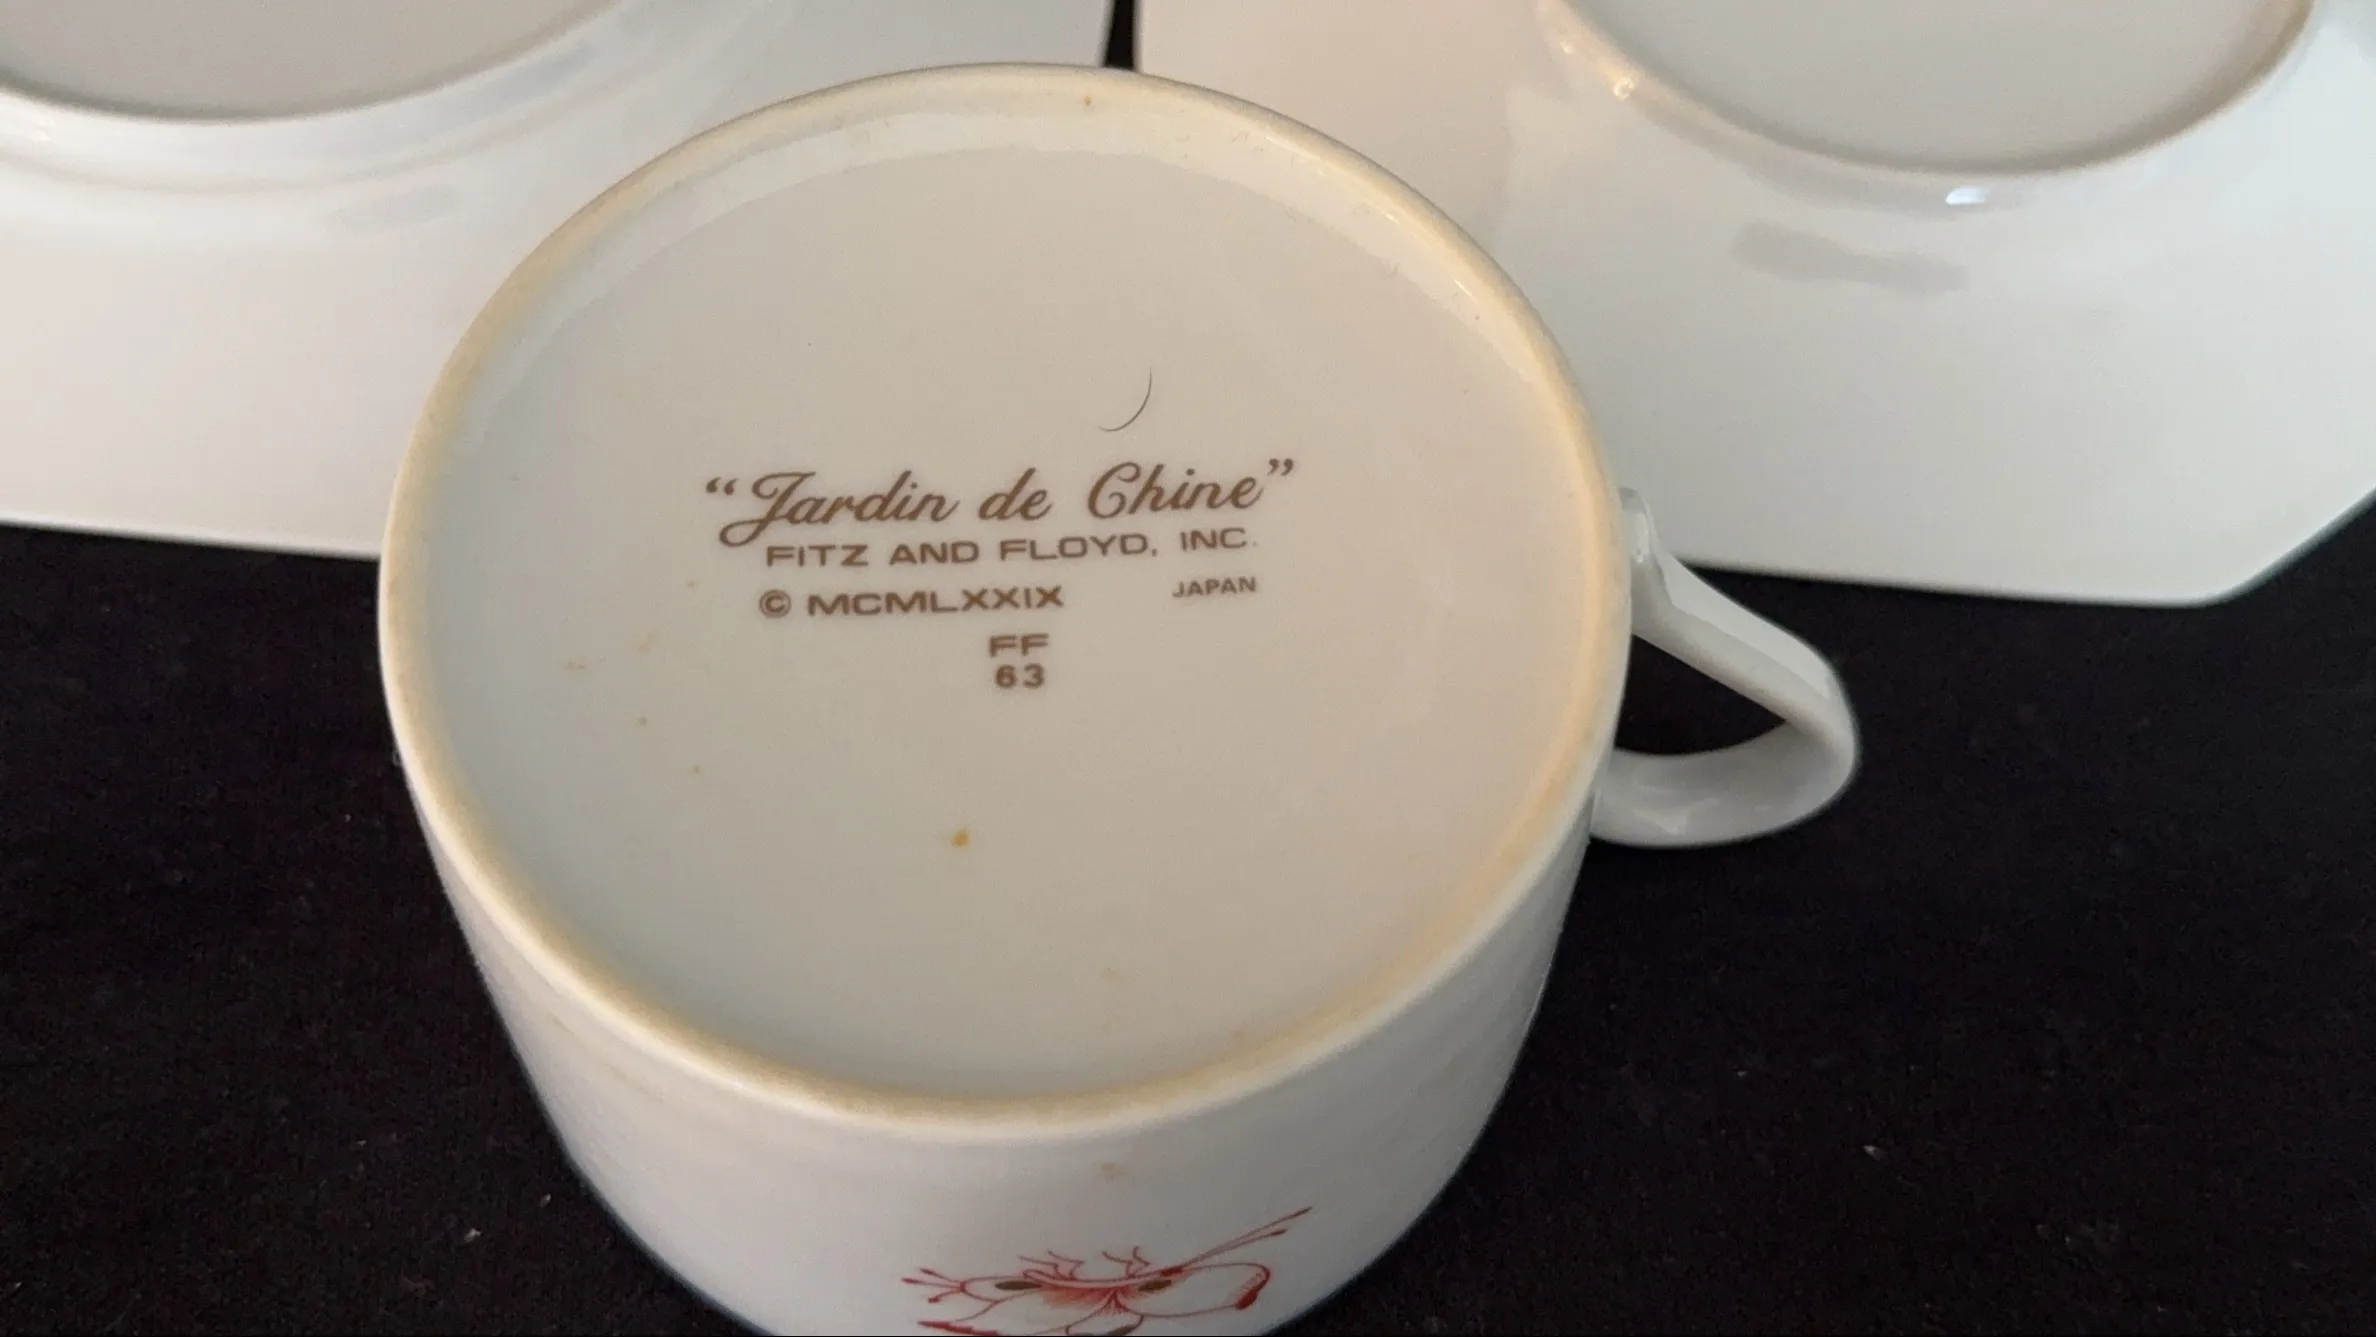 “Jardin de Chine”
FITZ AND FLOYD, INC.
© MCMLXXIX JAPAN
FF
63